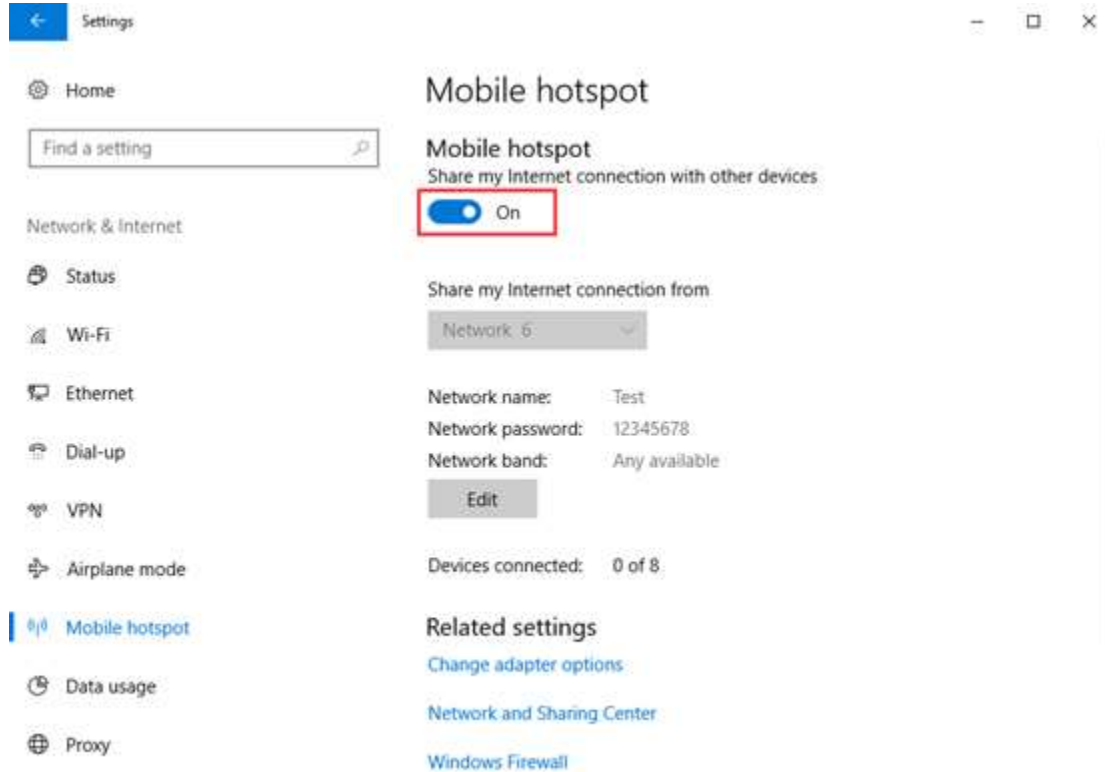 Settings
Home
Find a setting
Network & Internet
Status
Wi-Fi
Ethernet
Dial-up
VPN
Airplane mode
Mobile hotspot
Data usage
Proxy
Mobile hotspot
Mobile hotspot
Share my Internet connection with other devices
On
Share my Internet connection from
Network 6
Network name: Test
Network password: 12345678
Network band: Any available
Edit
Devices connected: 0 of 8
Related settings
Change adapter options
Network and Sharing Center
Windows Firewall